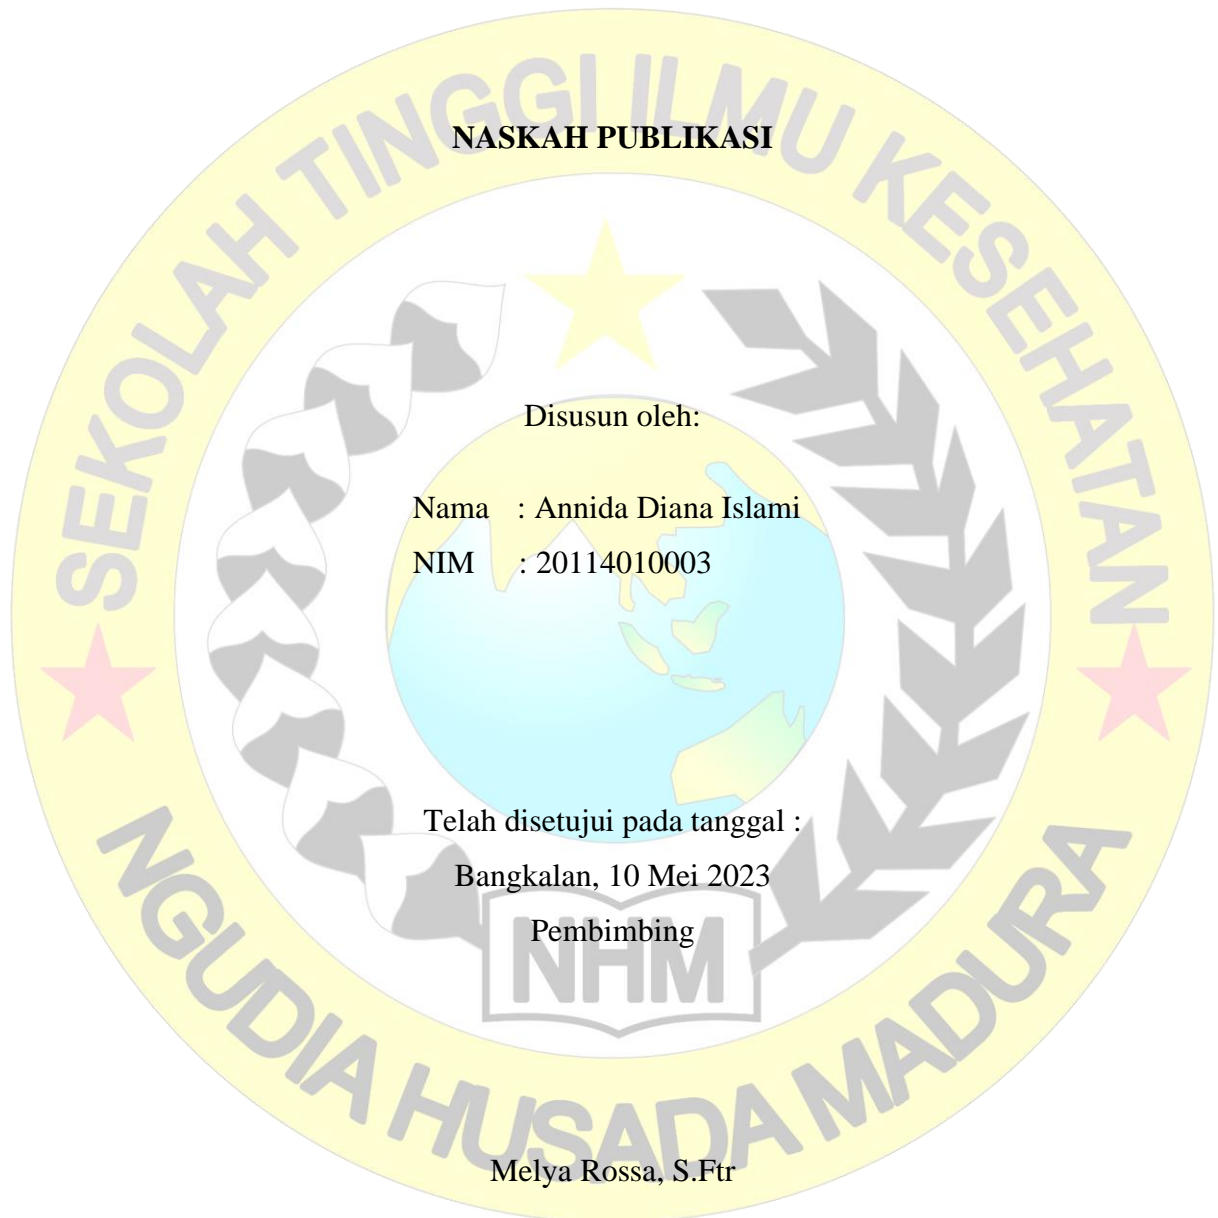 SEKOLAH TINGGI ILMU KESEHATAN
NASKAH PUBLIKASI
Disusun oleh:
Nama : Annida Diana Islami
NIM : 20114010003
Telah disetujui pada tanggal :
Bangkalan, 10 Mei 2023
Pembimbing
NHM
NGUDIA HUSADA MADURA
Melya Rossa, S.Ftr